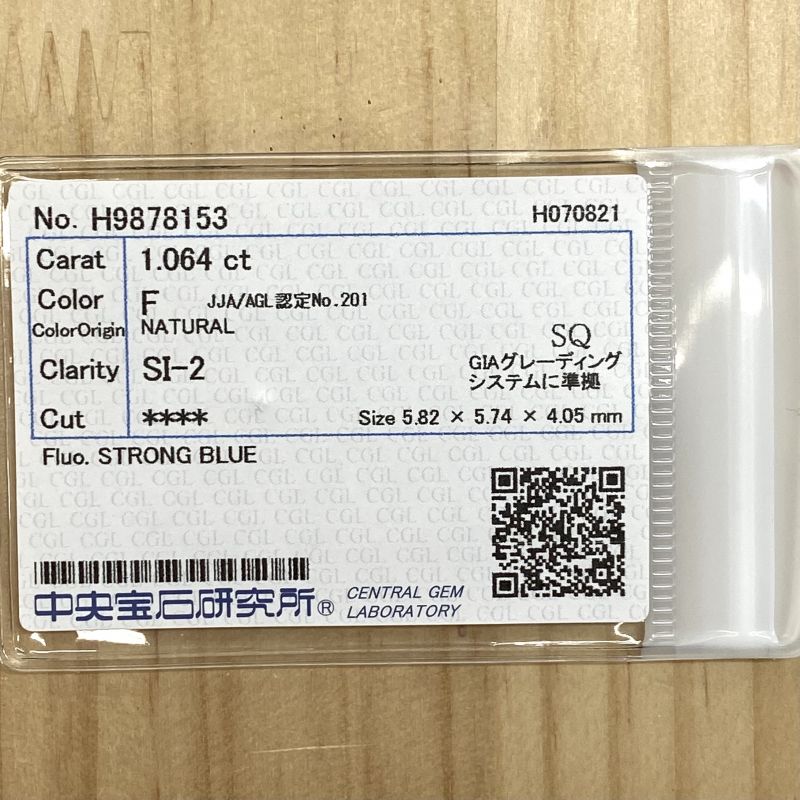 No. H9878153 H070821
Carat 1.064 ct
Color F JJA/AGL認定No.201
ColorOrigin NATURAL
SQ
Clarity SI-2 GIAグレーディング
システムに準拠
Cut **** Size 5.82 × 5.74 × 4.05 mm
Fluo. STRONG BLUE
中央宝石研究所® CENTRAL GEM
LABORATORY